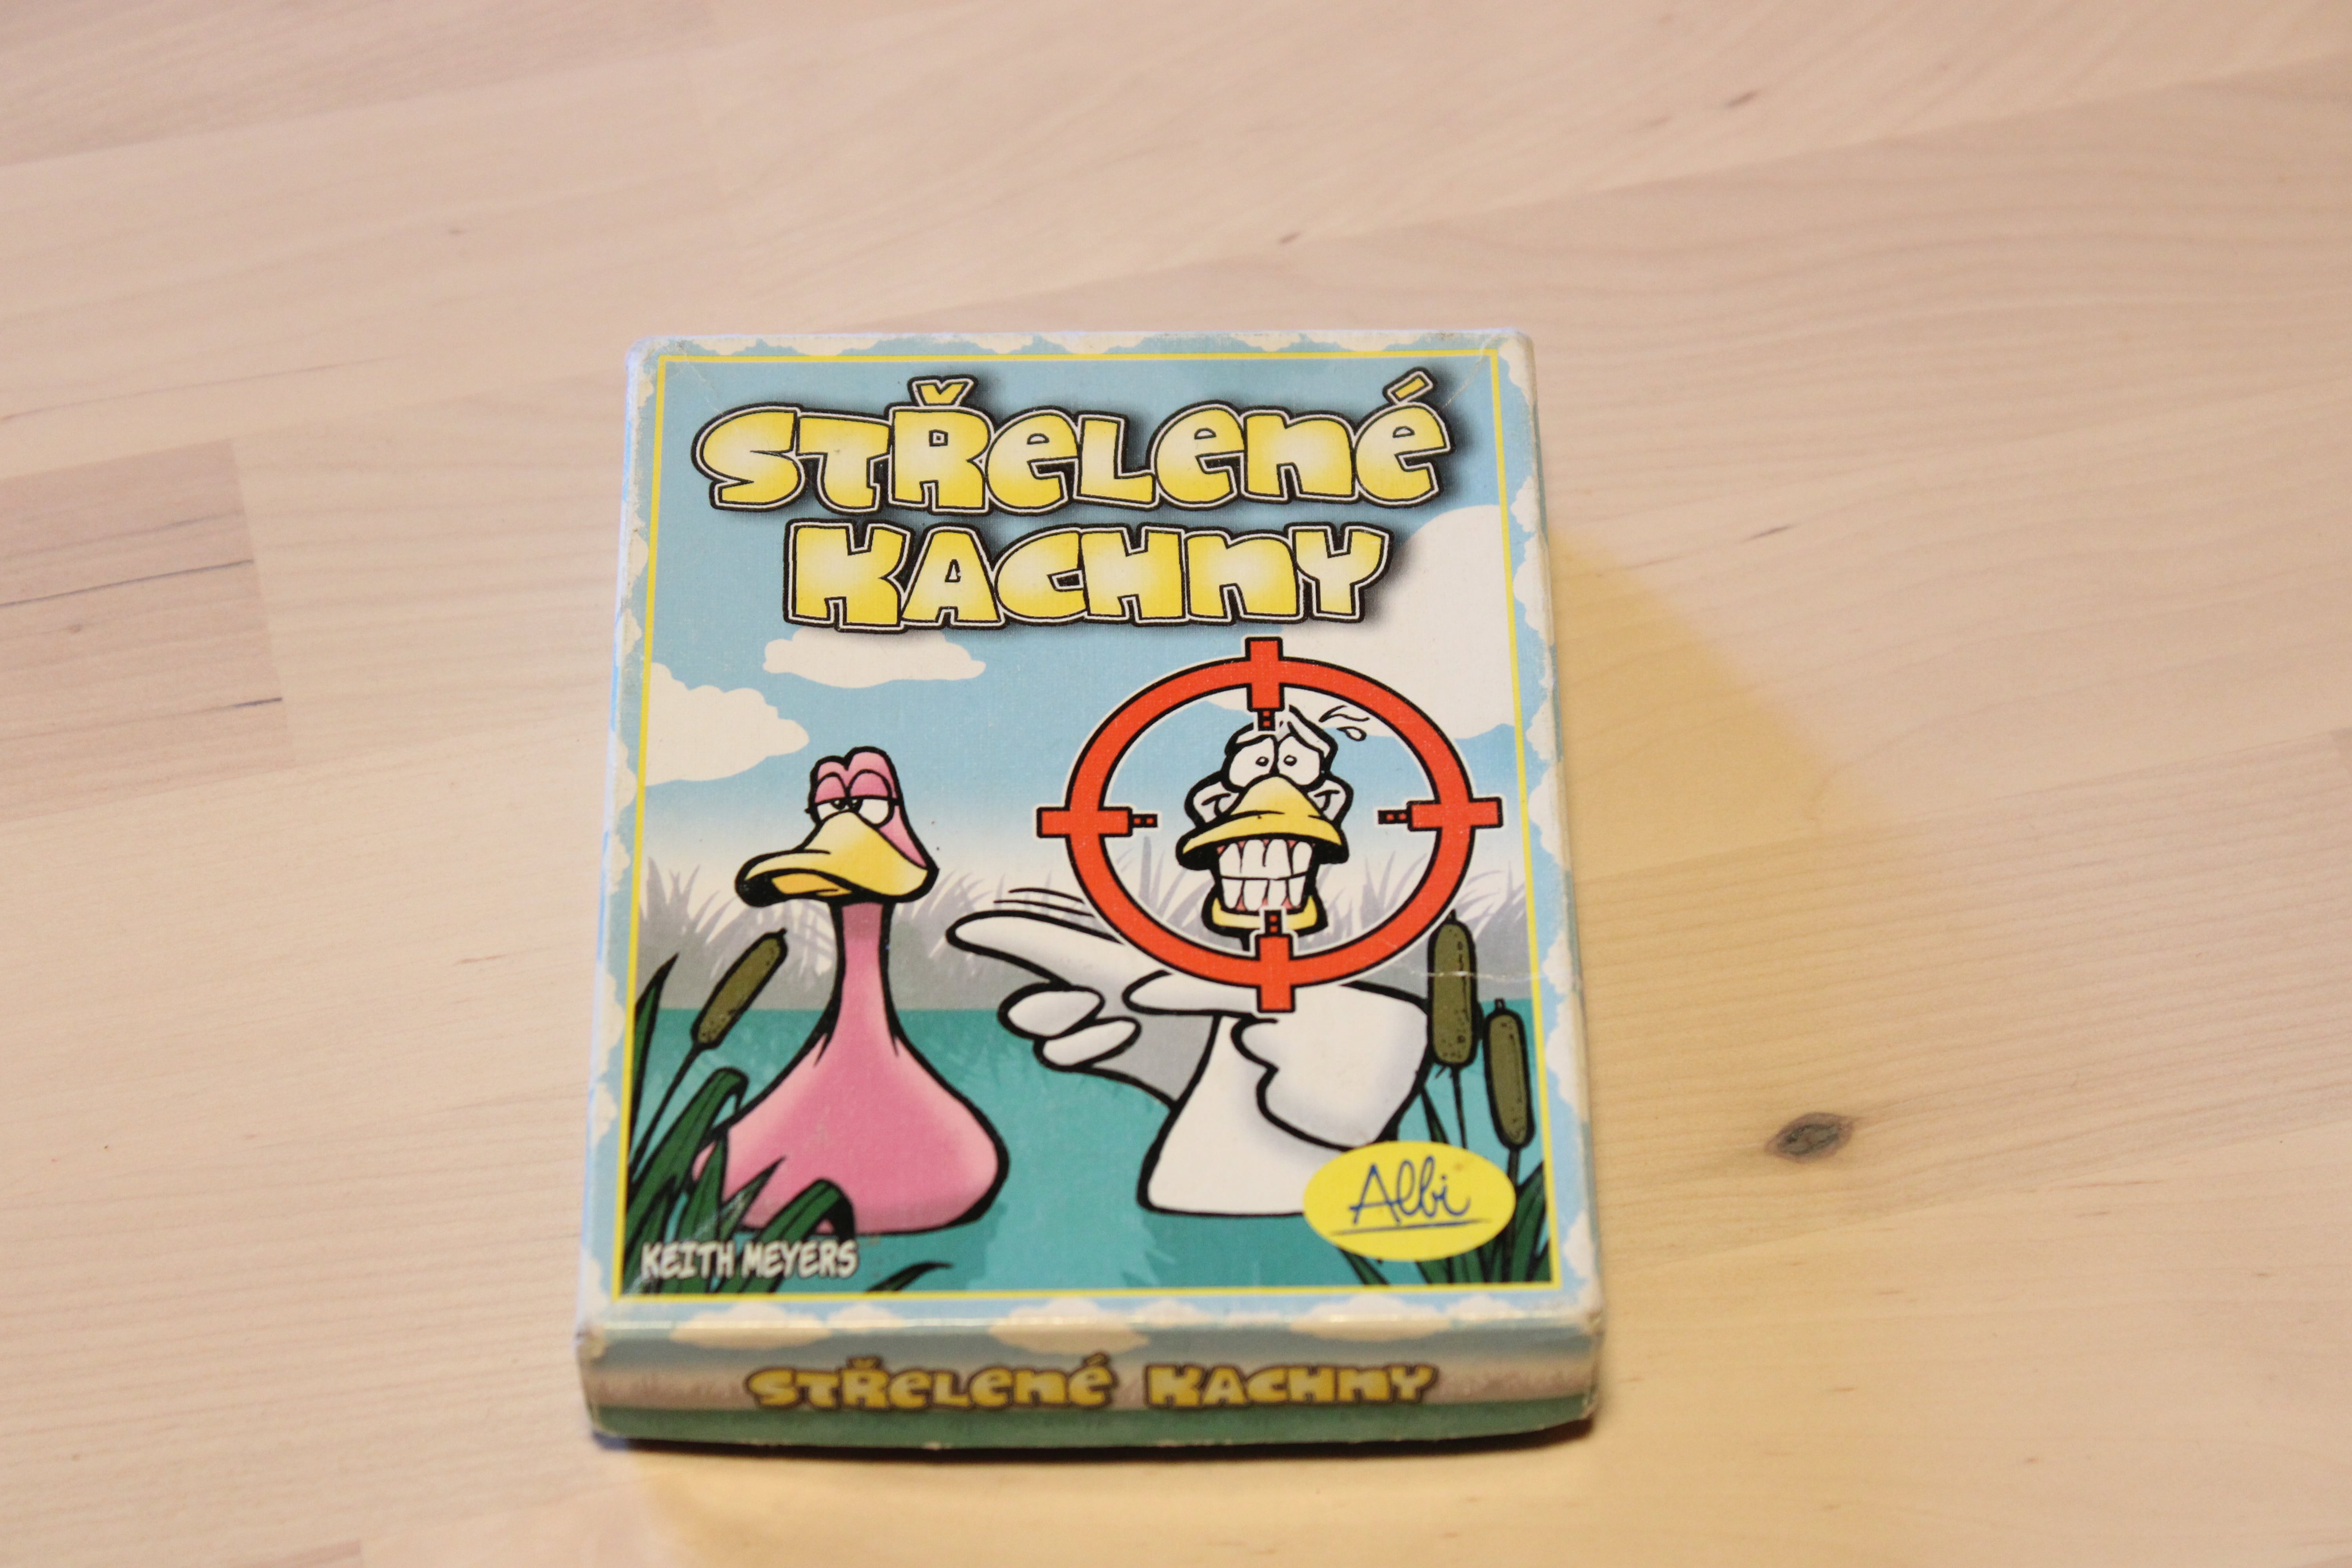 STŘELENÉ
KACHNY
KEITH MEYERS
Albi
STŘELENÉ KACHNY